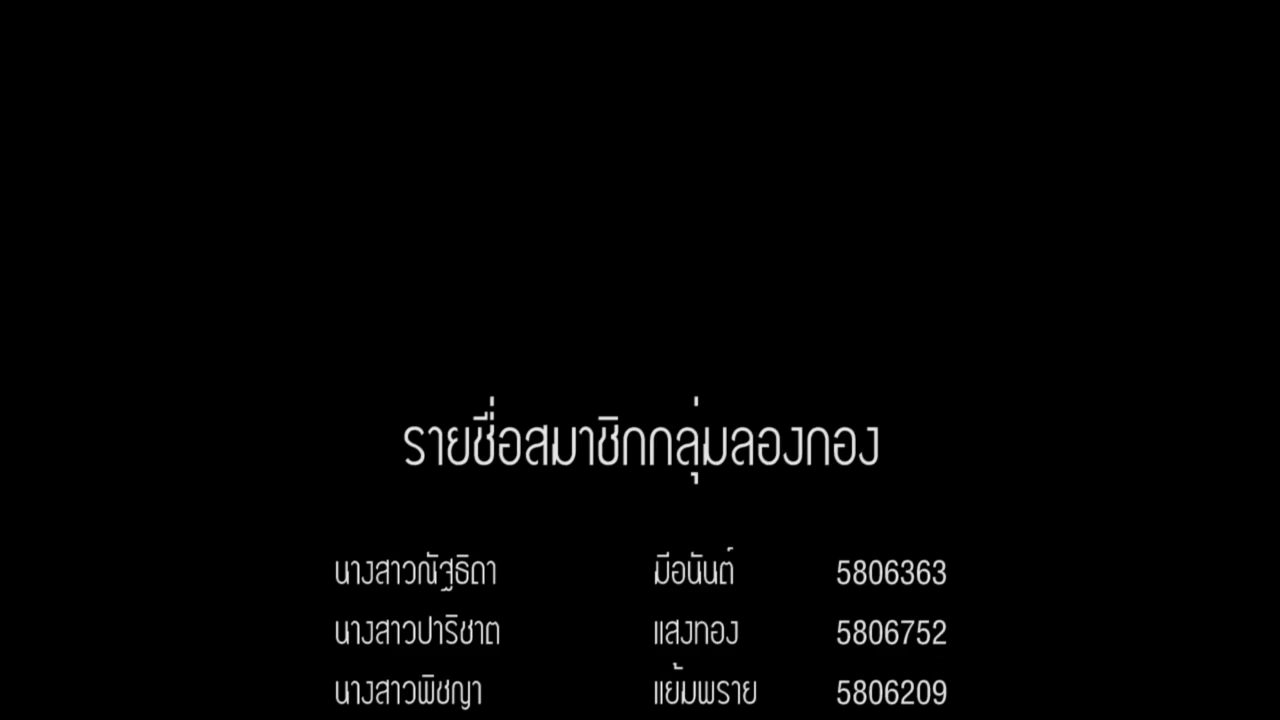 รายชื่อสมาชิกกลุ่มลองกอง
นางสาวณัฐธิดา มีอนันต์ 5806363
นางสาวปาริชาต แสงทอง 5806752
นางสาวพิชญา แย้มพราย 5806209